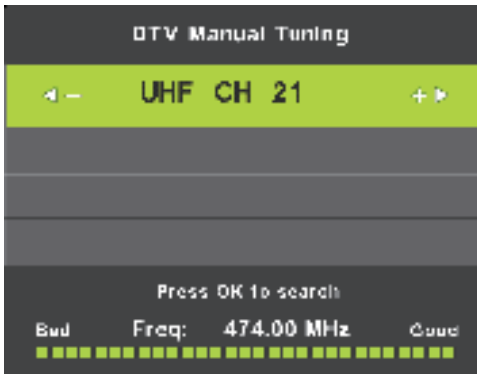 DTV Manual Tuning
UHF CH 21
Press OK to search
Bad Freq: 474.00 MHz Good